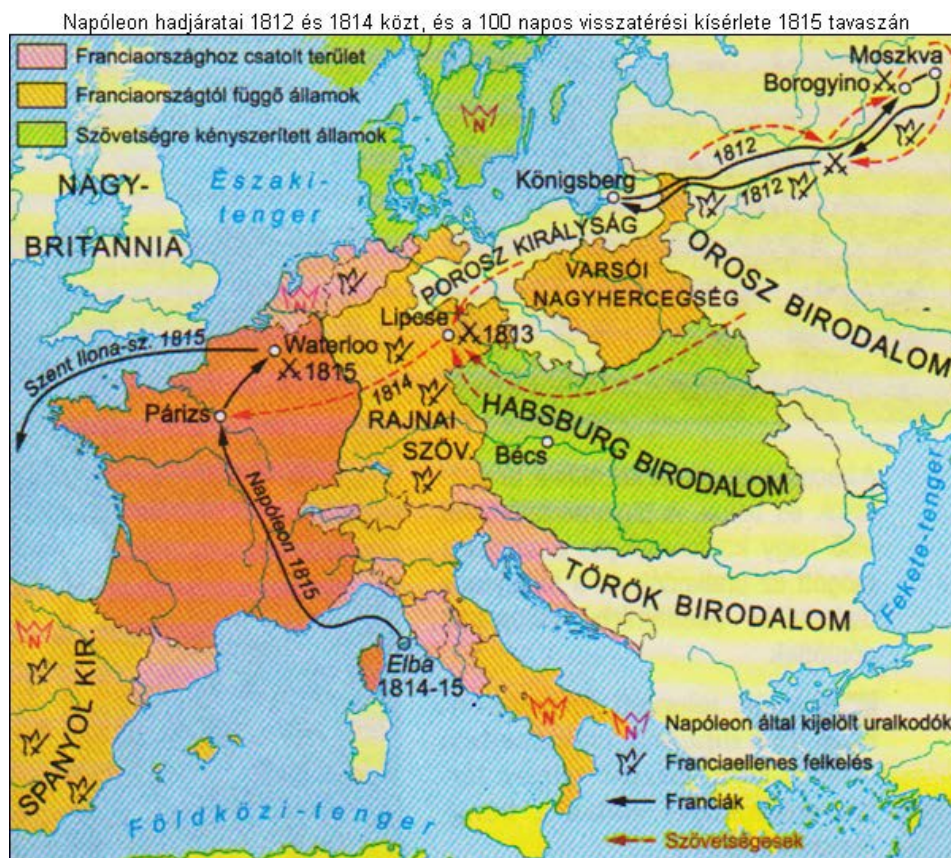 Napóleon hadjáratai 1812 és 1814 közt, és a 100 napos visszatérési kísérlete 1815 tavaszán
Franciaországhoz csatolt terület
Franciaországtól függő államok
Szövetségre kényszerített államok
Moszkva
Borogyino
1812
1812
Königsberg
NAGY-
BRITANNIA
Északi-
tenger
N
POROSZ KIRÁLYSÁG
VARSÓI
NAGYHERCEGSÉG
OROSZ BIRODALOM
N
Lipcse
1813
Szent Ilona-sz. 1815
Waterloo
1815
1814
Párizs
RAJNAI
SZÖV.
HABSBURG BIRODALOM
Bécs
Napóleon 1815
Fekete-tenger
TÖRÖK BIRODALOM
N
SPANYOL KIR.
Elba
1814-15
N
Földközi-tenger
N
Napóleon által kijelölt uralkodók
Franciaellenes felkelés
Franciák
Szövetségesek